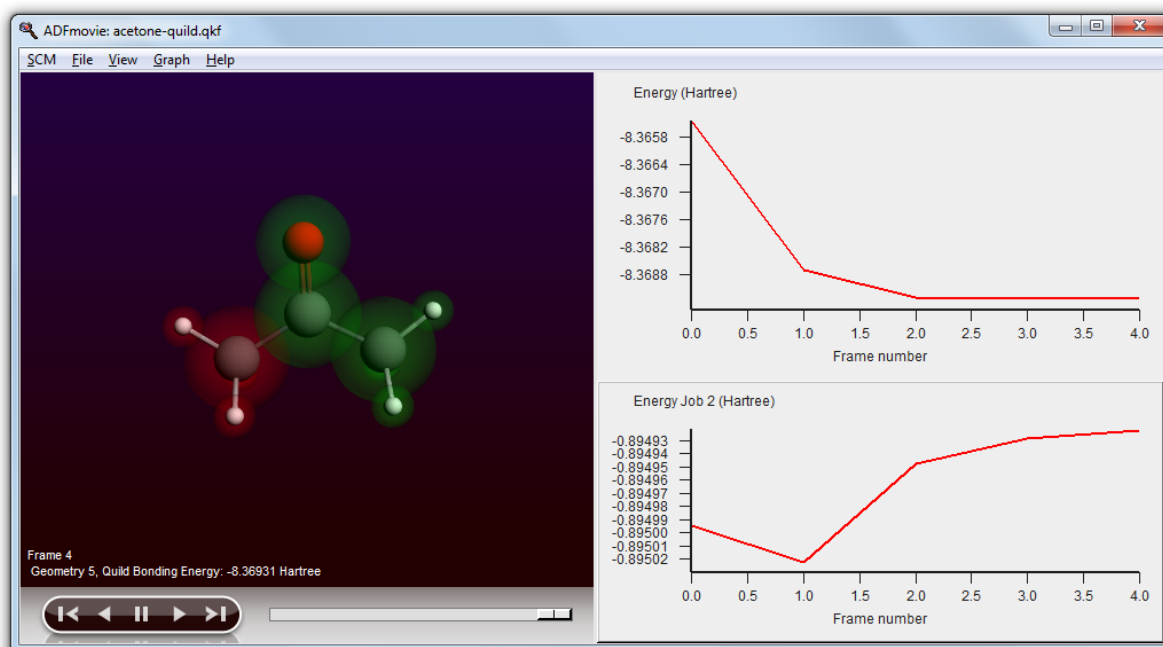 ADFmovie: acetone-quild.qkf
SCM File View Graph Help
Frame 4
Geometry 5, Quild Bonding Energy: -8.36931 Hartree
Energy (Hartree)
-8.3658
-8.3664
-8.3670
-8.3676
-8.3682
-8.3688
0.0 0.5 1.0 1.5 2.0 2.5 3.0 3.5 4.0
Frame number
Energy Job 2 (Hartree)
-0.89493
-0.89494
-0.89495
-0.89496
-0.89497
-0.89498
-0.89499
-0.89500
-0.89501
-0.89502
0.0 0.5 1.0 1.5 2.0 2.5 3.0 3.5 4.0
Frame number